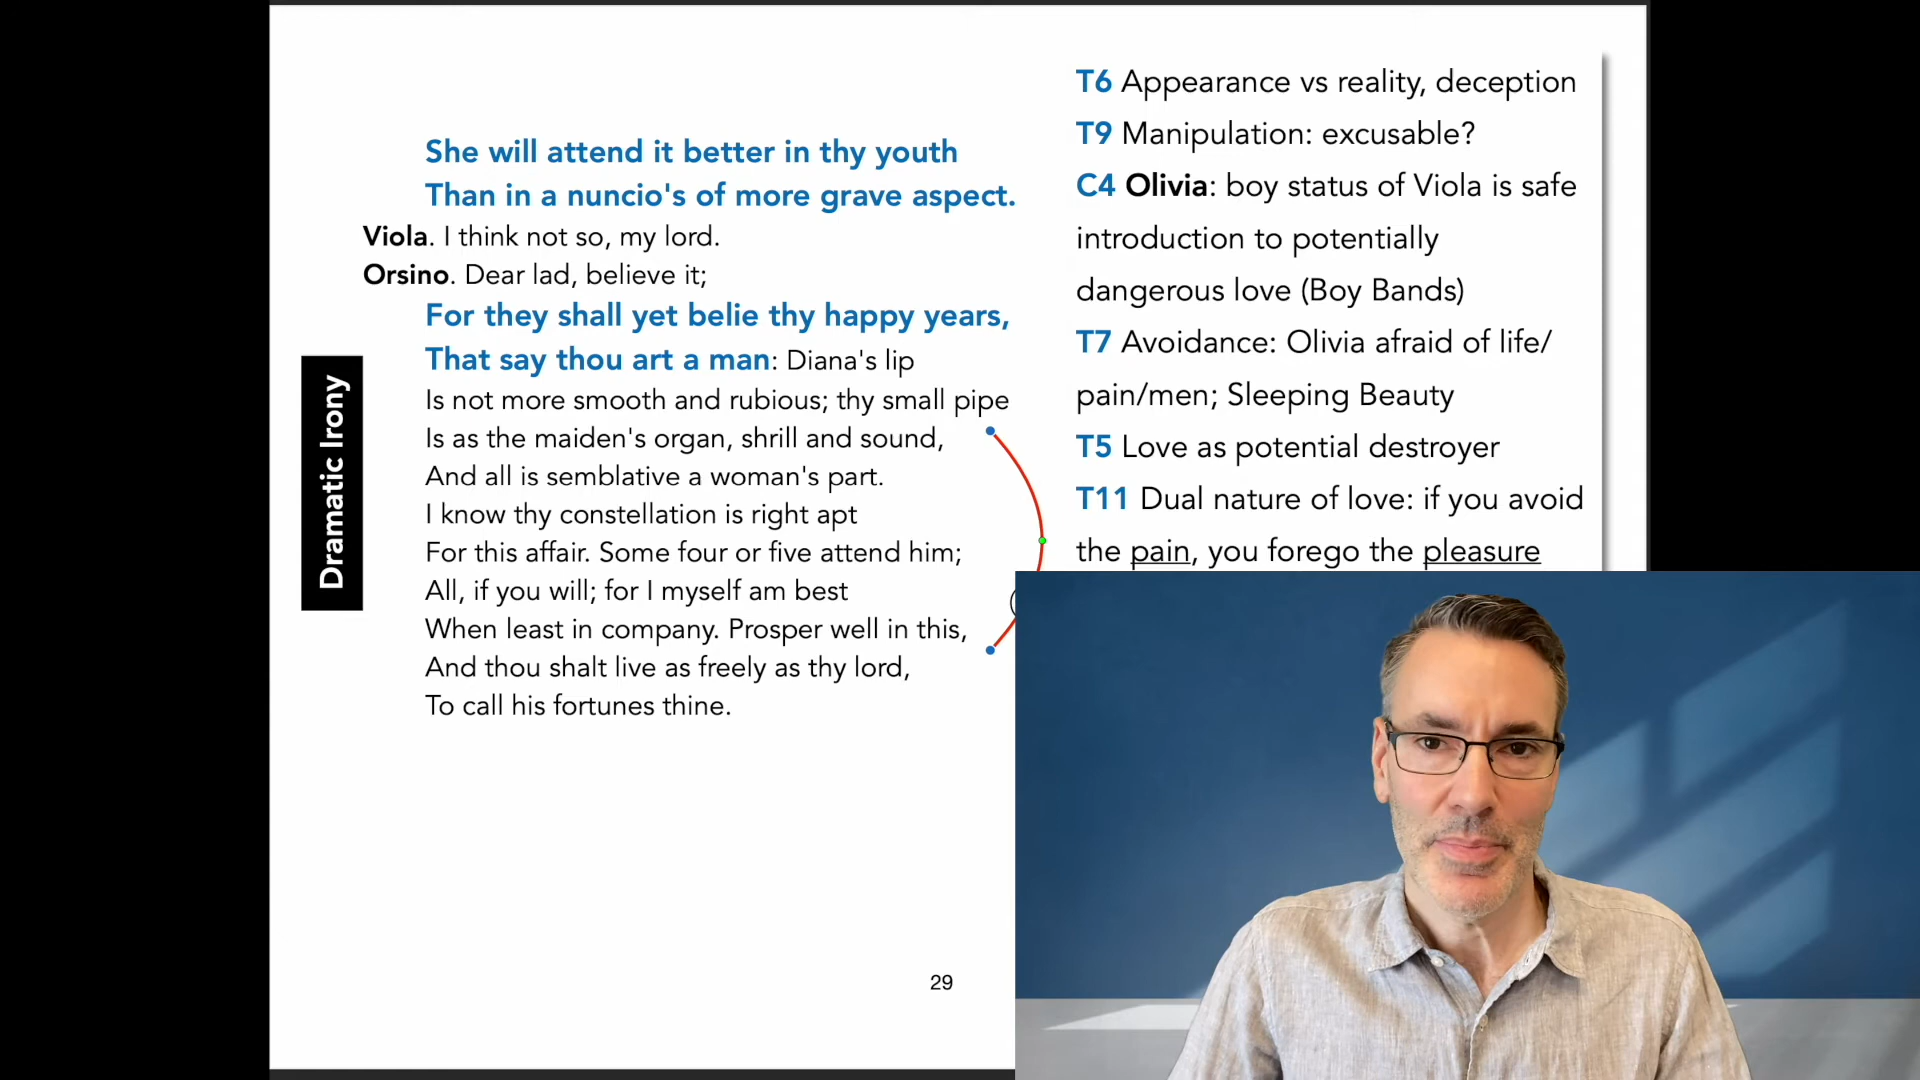 She will attend it better in thy youth
Than in a nuncio's of more grave aspect.
Viola. I think not so, my lord.
Orsino. Dear lad, believe it;
For they shall yet belie thy happy years,
That say thou art a man: Diana's lip
Is not more smooth and rubious; thy small pipe
Is as the maiden's organ, shrill and sound,
And all is semblative a woman's part.
I know thy constellation is right apt
For this affair. Some four or five attend him;
All, if you will; for I myself am best
When least in company. Prosper well in this,
And thou shalt live as freely as thy lord,
To call his fortunes thine.
Dramatic Irony
29
T6 Appearance vs reality, deception
T9 Manipulation: excusable?
C4 Olivia: boy status of Viola is safe
introduction to potentially
dangerous love (Boy Bands)
T7 Avoidance: Olivia afraid of life/
pain/men; Sleeping Beauty
T5 Love as potential destroyer
T11 Dual nature of love: if you avoid
the pain, you forego the pleasure